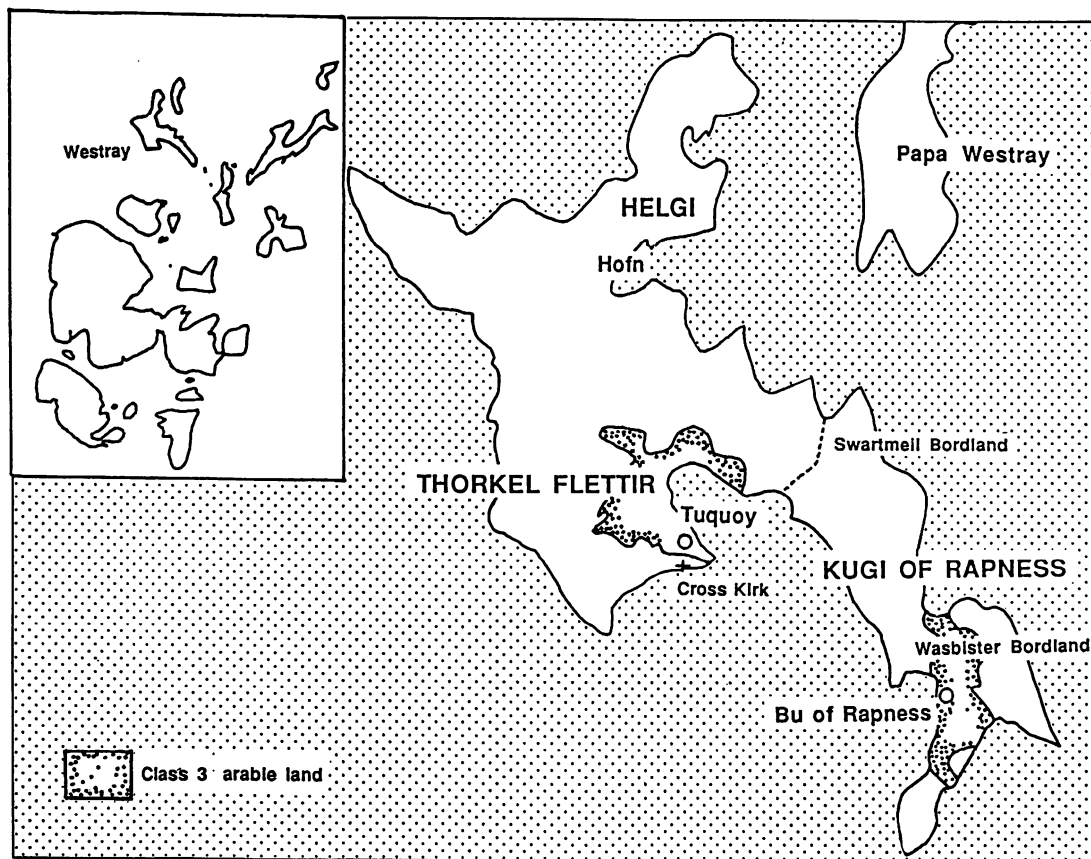 Westray
Papa Westray
HELGI
Hofn
Swartmeil Bordland
THORKEL FLETTIR
Tuquoy
KUGI OF RAPNESS
Cross Kirk
Wasbister Bordland
Bu of Rapness
Class 3 arable land